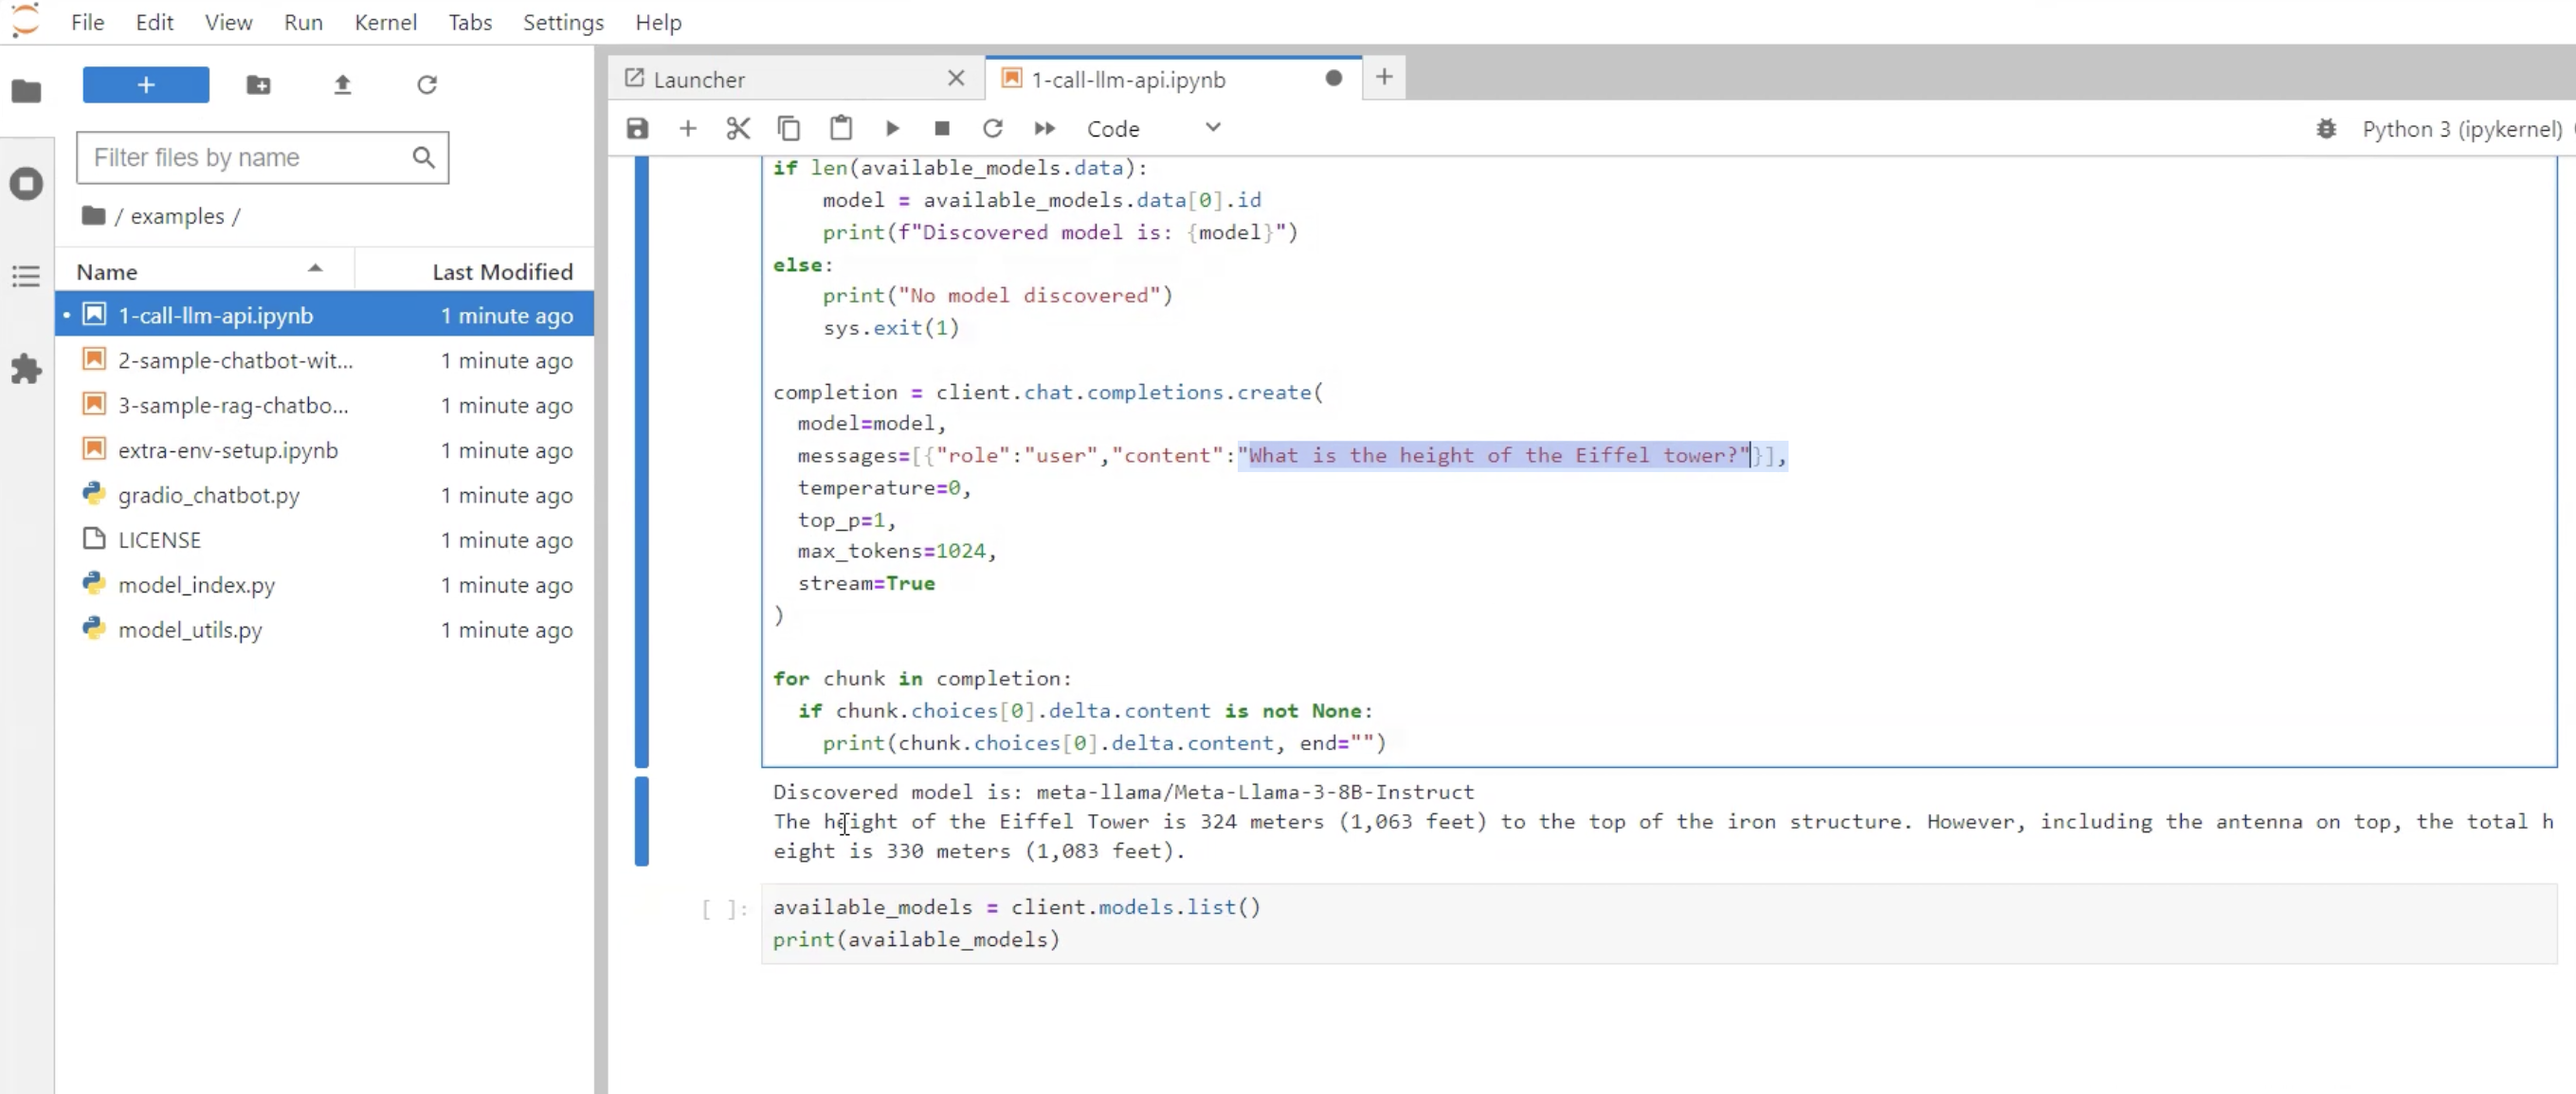 File Edit View Run Kernel Tabs Settings Help
Filter files by name
/ examples /
Name Last Modified
1-call-llm-api.ipynb 1 minute ago
2-sample-chatbot-wit... 1 minute ago
3-sample-rag-chatbo... 1 minute ago
extra-env-setup.ipynb 1 minute ago
gradio_chatbot.py 1 minute ago
LICENSE 1 minute ago
model_index.py 1 minute ago
model_utils.py 1 minute ago
Launcher
1-call-llm-api.ipynb
Code
Python 3 (ipykernel)
if len(available_models.data):
    model = available_models.data[0].id
    print(f"Discovered model is: {model}")
else:
    print("No model discovered")
    sys.exit(1)
completion = client.chat.completions.create(
  model=model,
  messages=[{"role":"user","content":"What is the height of the Eiffel tower?"}],
  temperature=0,
  top_p=1,
  max_tokens=1024,
  stream=True
)
for chunk in completion:
  if chunk.choices[0].delta.content is not None:
    print(chunk.choices[0].delta.content, end="")
Discovered model is: meta-llama/Meta-Llama-3-8B-Instruct
The height of the Eiffel Tower is 324 meters (1,063 feet) to the top of the iron structure. However, including the antenna on top, the total h
eight is 330 meters (1,083 feet).
[ ]: available_models = client.models.list()
print(available_models)